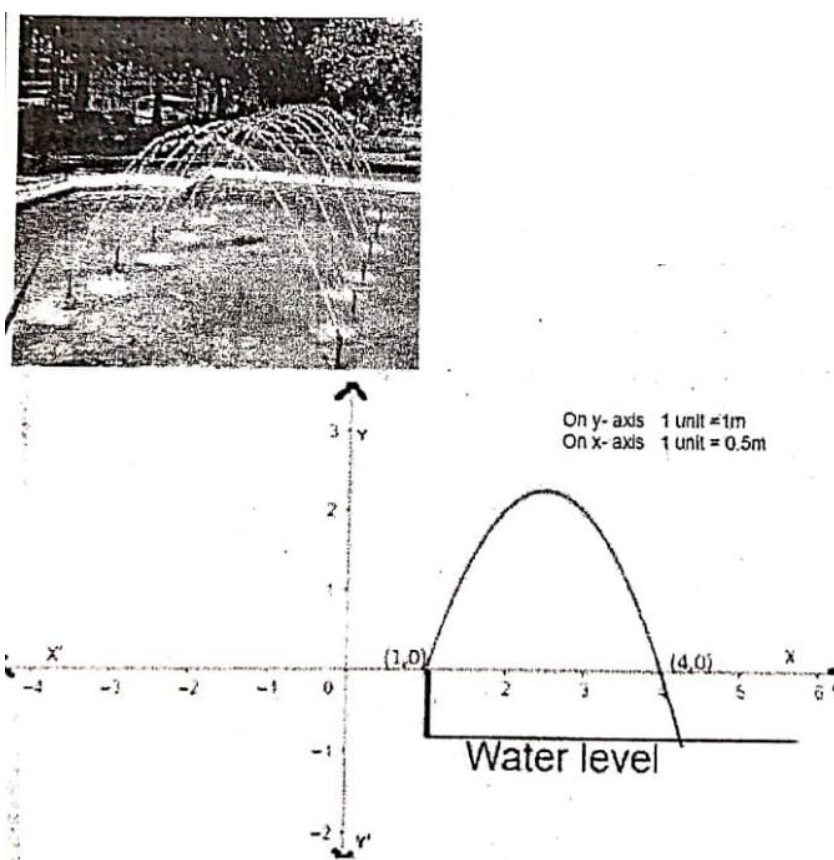 On y- axis 1 unit = 1m
On x- axis 1 unit = 0.5m
3 Y
2
1
X' (1,0) (4,0) X
-4 -3 -2 -1 0 2 3 4 5 6
-1
Water level
-2 Y'